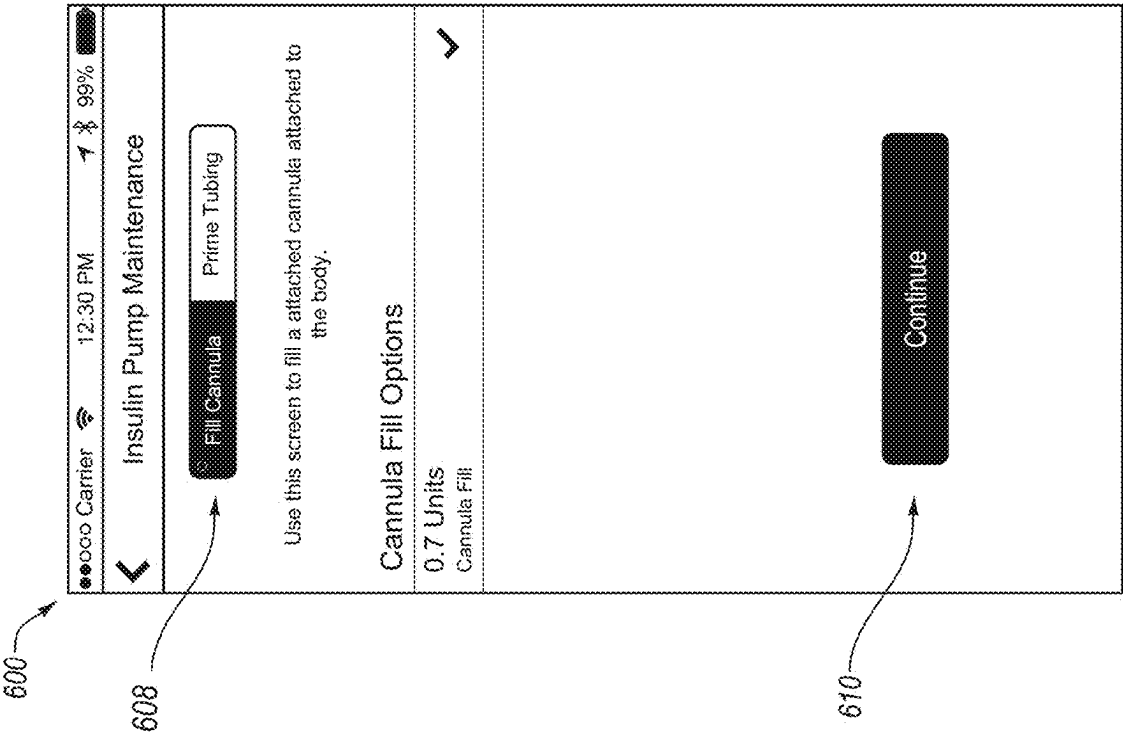 600
●●○○○ Carrier 12:30 PM 99%
Insulin Pump Maintenance
608
Fill Cannula Prime Tubing
Use this screen to fill a attached cannula attached to
the body.
Cannula Fill Options
0.7 Units
Cannula Fill
610
Continue